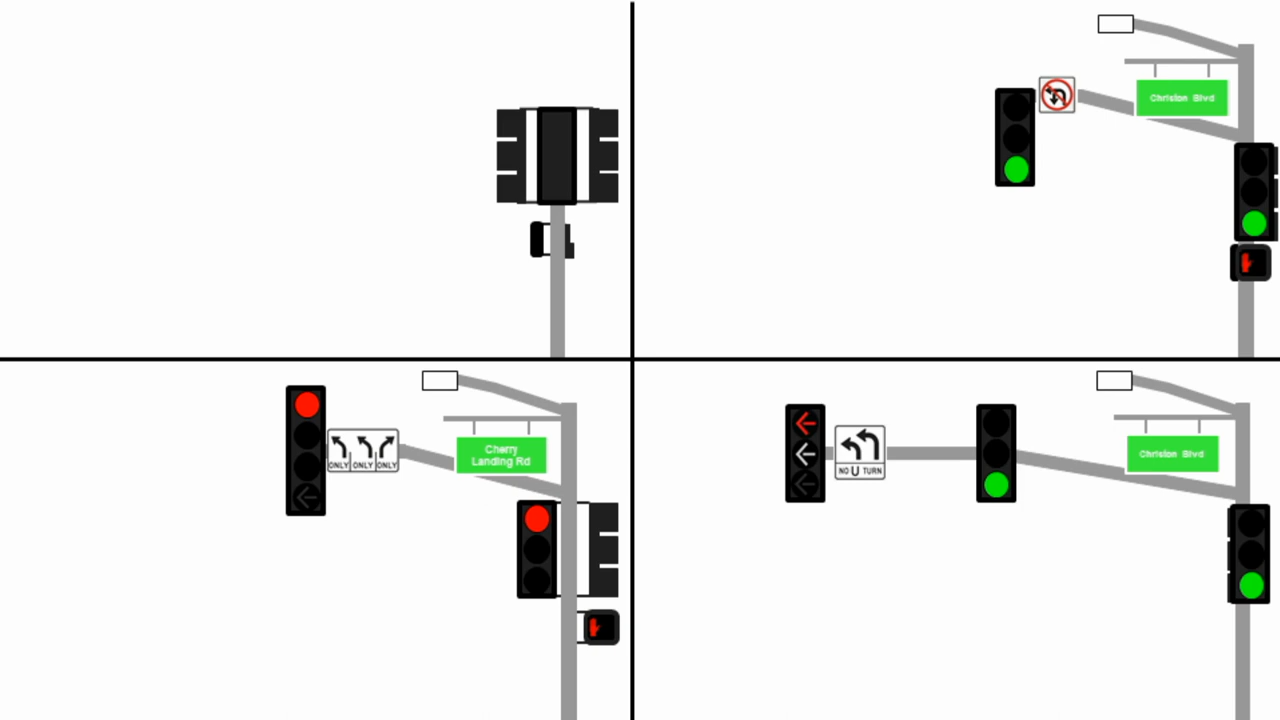 Christon Blvd
Cherry
Landing Rd
ONLY ONLY ONLY
NO U TURN
Christon Blvd